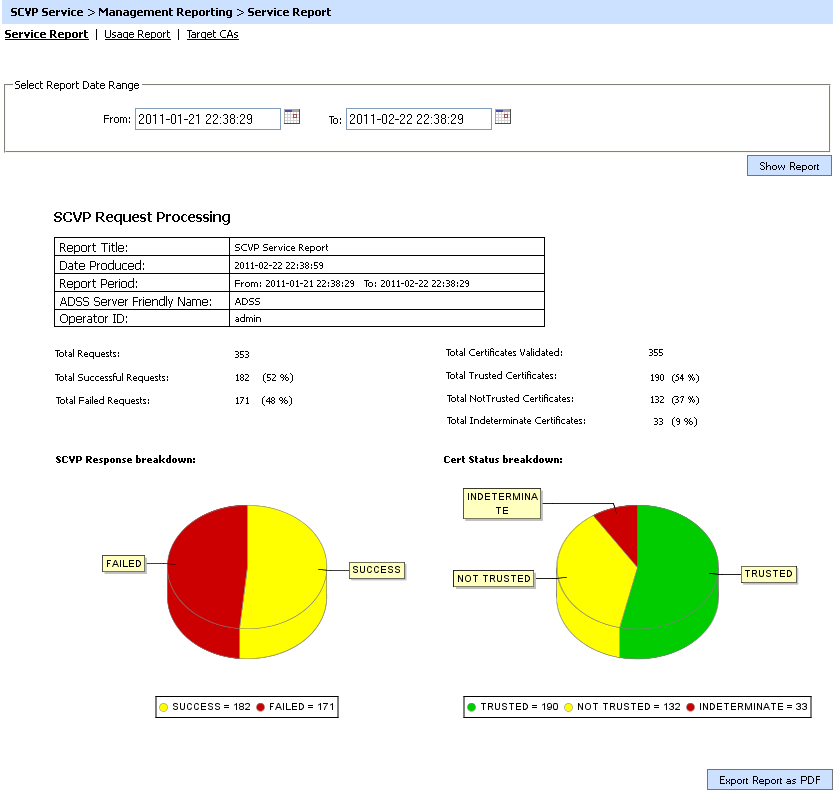 SCVP Service > Management Reporting > Service Report
Service Report | Usage Report | Target CAs
Select Report Date Range
From: 2011-01-21 22:38:29 To: 2011-02-22 22:38:29
Show Report
SCVP Request Processing
Report Title: SCVP Service Report
Date Produced: 2011-02-22 22:38:59
Report Period: From: 2011-01-21 22:38:29 To: 2011-02-22 22:38:29
ADSS Server Friendly Name: ADSS
Operator ID: admin
Total Requests: 353
Total Successful Requests: 182 (52 %)
Total Failed Requests: 171 (48 %)
Total Certificates Validated: 355
Total Trusted Certificates: 190 (54 %)
Total NotTrusted Certificates: 132 (37 %)
Total Indeterminate Certificates: 33 (9 %)
SCVP Response breakdown:
FAILED
SUCCESS
SUCCESS = 182 FAILED = 171
Cert Status breakdown:
INDETERMINA
TE
NOT TRUSTED
TRUSTED
TRUSTED = 190 NOT TRUSTED = 132 INDETERMINATE = 33
Export Report as PDF